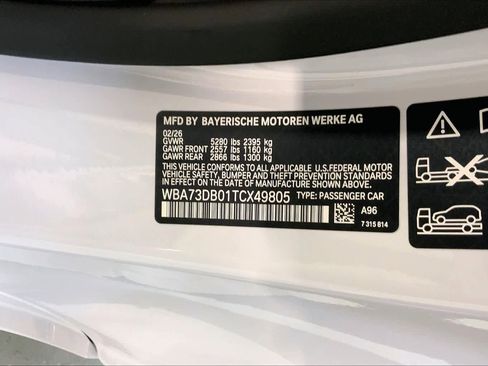 MFD BY BAYERISCHE MOTOREN WERKE AG
02/26
GVWR 5280 lbs 2395 kg
GAWR FRONT 2557 lbs 1160 kg
GAWR REAR 2866 lbs 1300 kg
THIS VEHICLE CONFORMS TO ALL APPLICABLE U.S.FEDERAL MOTOR
VEHICLE SAFETY, BUMPER AND THEFT PREVENTION STANDARDS
IN EFFECT ON THE DATE OF MANUFACTURE SHOWN ABOVE.
WBA73DB01TCX49805 TYPE: PASSENGER CAR
A96
7 315 814